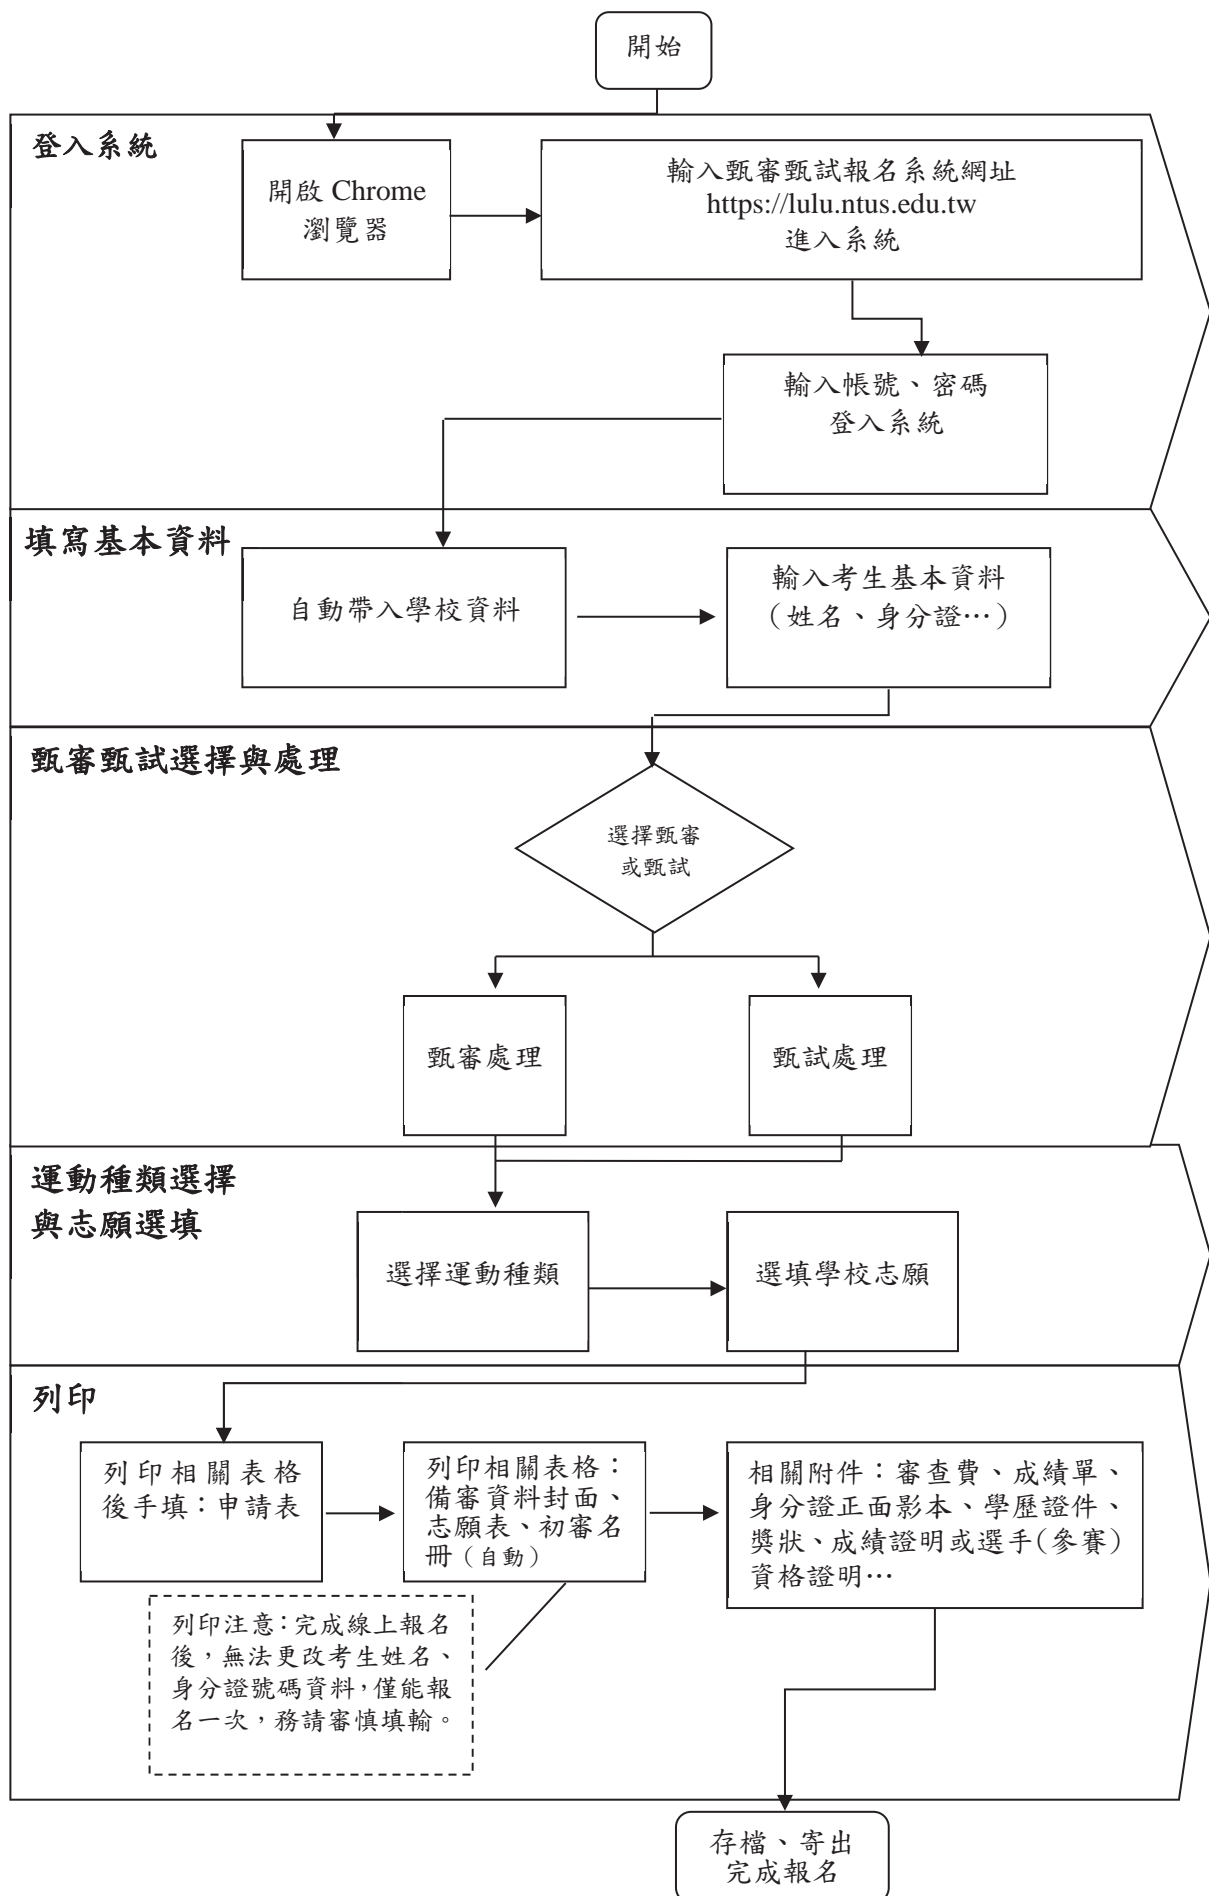 開始
登入系統
開啟 Chrome
瀏覽器
輸入甄審甄試報名系統網址
https://lulu.ntus.edu.tw
進入系統
輸入帳號、密碼
登入系統
填寫基本資料
自動帶入學校資料
輸入考生基本資料
（姓名、身分證…）
甄審甄試選擇與處理
選擇甄審
或甄試
甄審處理
甄試處理
運動種類選擇
與志願選填
選擇運動種類
選填學校志願
列印
列印相關表格
後手填：申請表
列印相關表格：
備審資料封面、
志願表、初審名
冊（自動）
相關附件：審查費、成績單、
身分證正面影本、學歷證件、
獎狀、成績證明或選手(參賽)
資格證明…
列印注意：完成線上報名
後，無法更改考生姓名、
身分證號碼資料，僅能報
名一次，務請審慎填輸。
存檔、寄出
完成報名